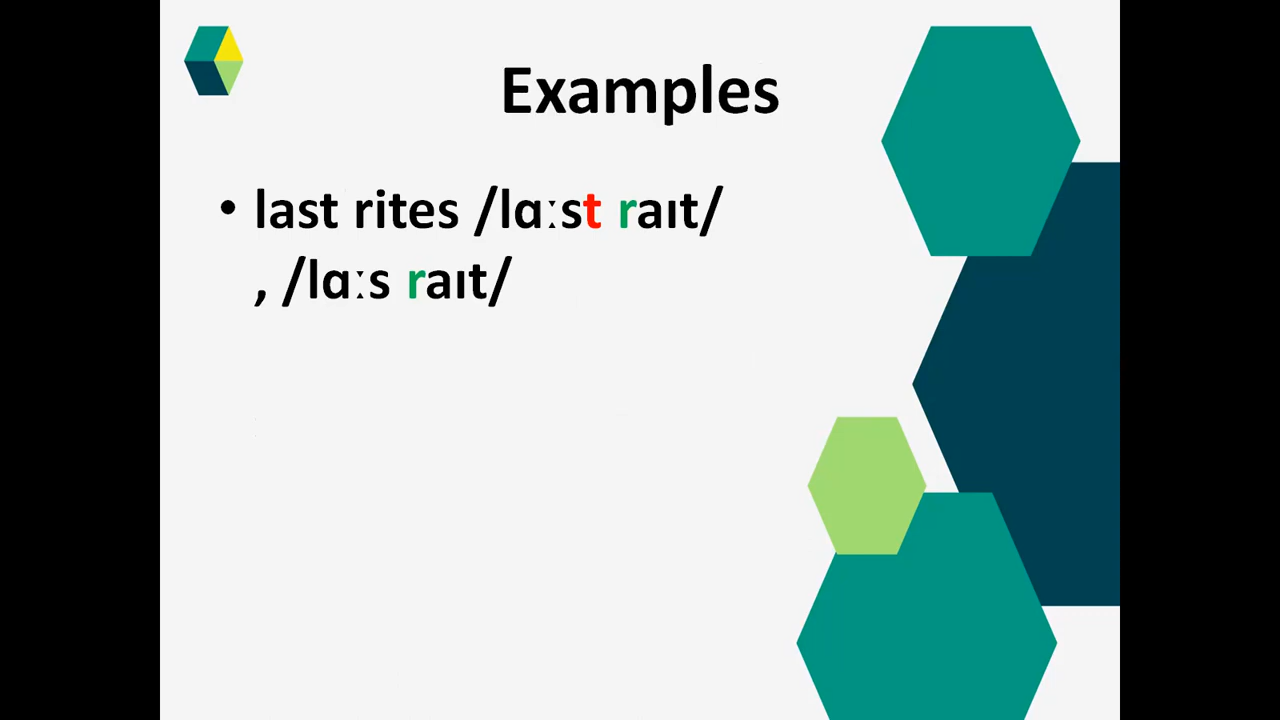 Examples
• last rites /lɑːst raɪt/
, /lɑːs raɪt/